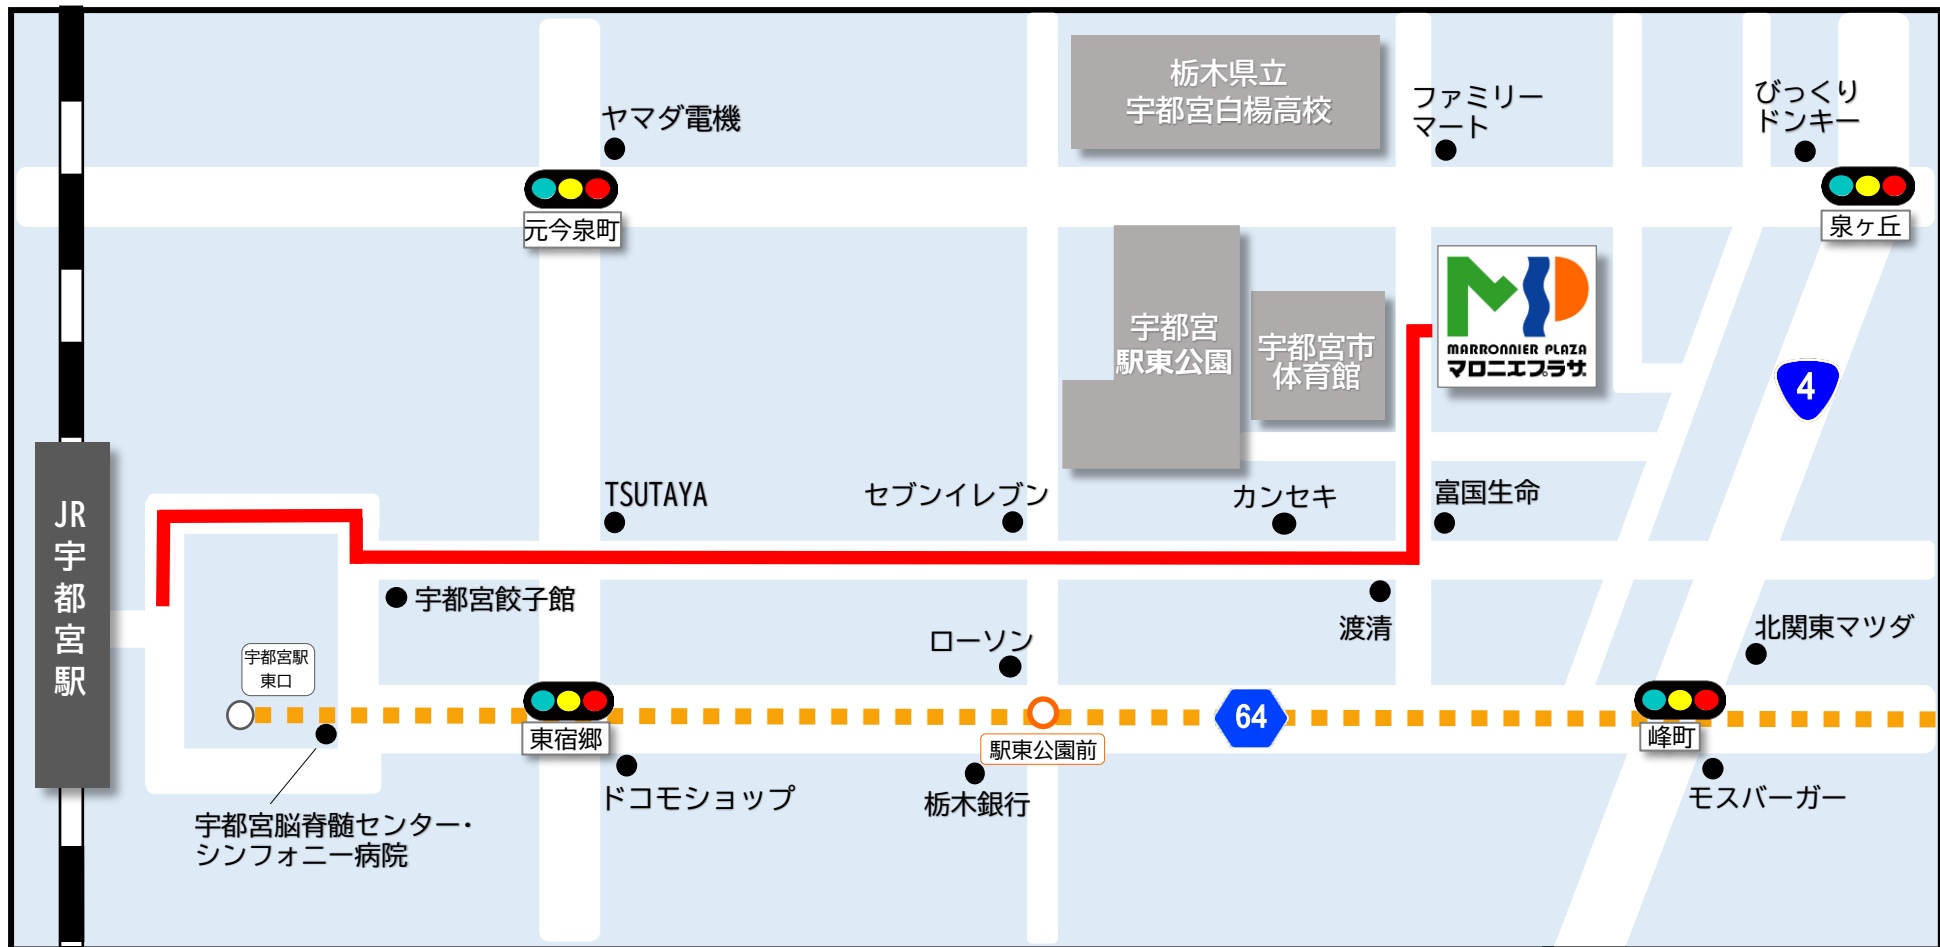 栃木県立
宇都宮白楊高校
ファミリー
マート
びっくり
ドンキー
ヤマダ電機
元今泉町
泉ヶ丘
宇都宮
駅東公園
宇都宮市
体育館
MARRONNIER PLAZA
マロニエプラザ
4
JR宇都宮駅
TSUTAYA
セブンイレブン
カンセキ
富国生命
宇都宮餃子館
渡清
ローソン
北関東マツダ
宇都宮駅
東口
64
東宿郷
駅東公園前
峰町
ドコモショップ
栃木銀行
モスバーガー
宇都宮脳脊髄センター・
シンフォニー病院